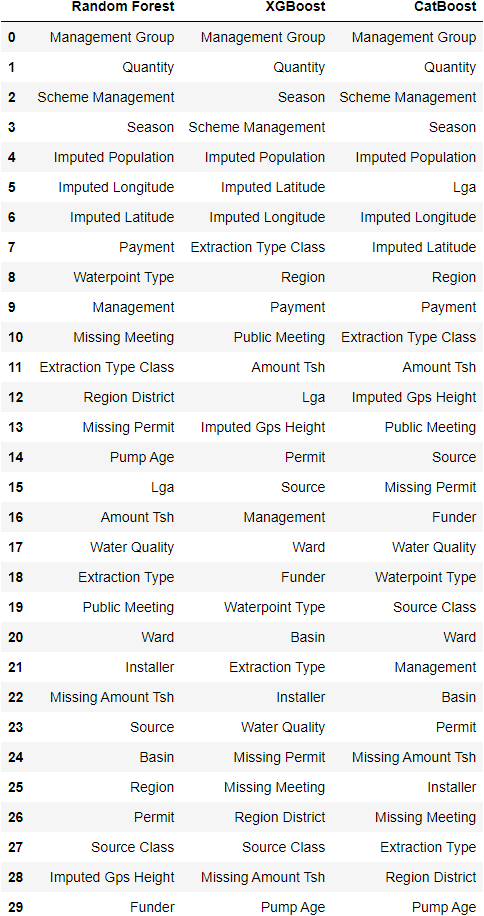 Random Forest XGBoost CatBoost
0 Management Group Management Group Management Group
1 Quantity Quantity Quantity
2 Scheme Management Season Scheme Management
3 Season Scheme Management Season
4 Imputed Population Imputed Population Imputed Population
5 Imputed Longitude Imputed Latitude Lga
6 Imputed Latitude Imputed Longitude Imputed Longitude
7 Payment Extraction Type Class Imputed Latitude
8 Waterpoint Type Region Region
9 Management Payment Payment
10 Missing Meeting Public Meeting Extraction Type Class
11 Extraction Type Class Amount Tsh Amount Tsh
12 Region District Lga Imputed Gps Height
13 Missing Permit Imputed Gps Height Public Meeting
14 Pump Age Permit Source
15 Lga Source Missing Permit
16 Amount Tsh Management Funder
17 Water Quality Ward Water Quality
18 Extraction Type Funder Waterpoint Type
19 Public Meeting Waterpoint Type Source Class
20 Ward Basin Ward
21 Installer Extraction Type Management
22 Missing Amount Tsh Installer Basin
23 Source Water Quality Permit
24 Basin Missing Permit Missing Amount Tsh
25 Region Missing Meeting Installer
26 Permit Region District Missing Meeting
27 Source Class Source Class Extraction Type
28 Imputed Gps Height Missing Amount Tsh Region District
29 Funder Pump Age Pump Age